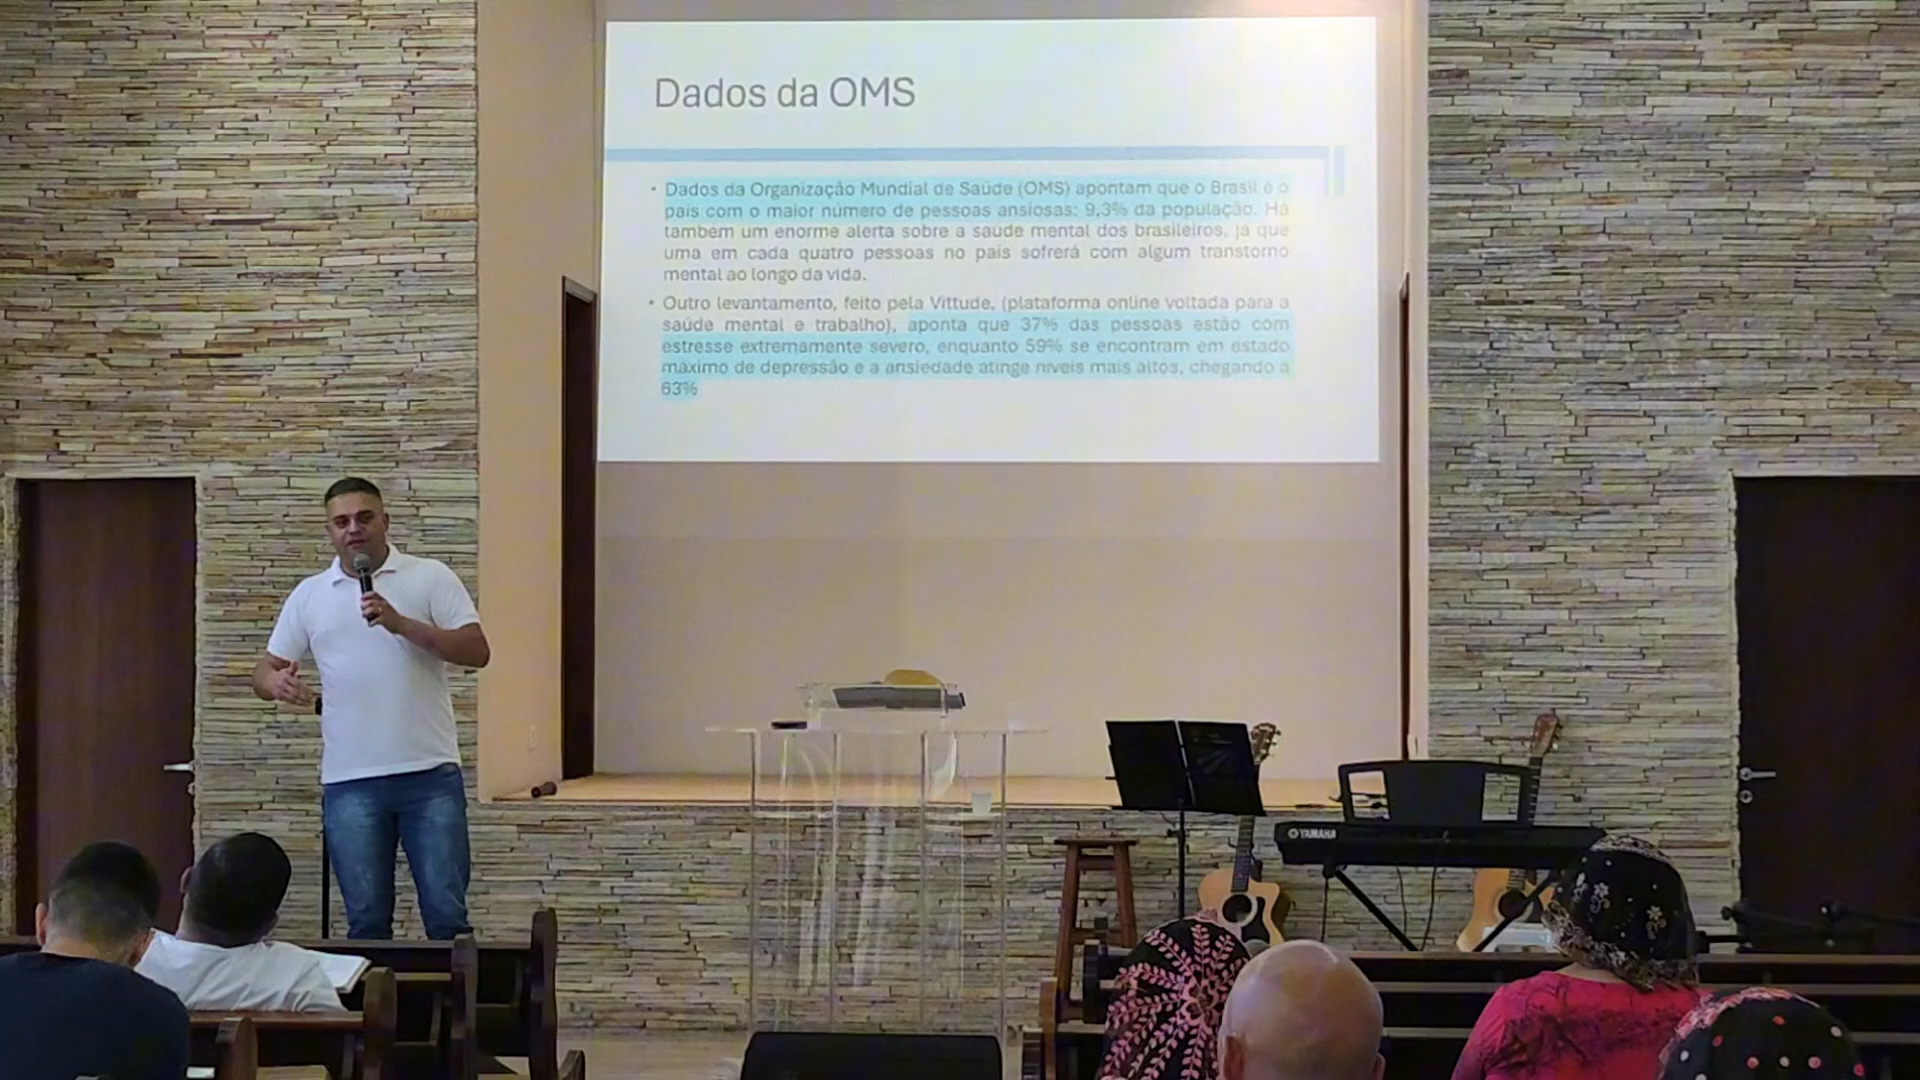 Dados da OMS
• Dados da Organização Mundial de Saúde (OMS) apontam que o Brasil é o
país com o maior número de pessoas ansiosas: 9,3% da população. Há
também um enorme alerta sobre a saúde mental dos brasileiros, já que
uma em cada quatro pessoas no país sofrerá com algum transtorno
mental ao longo da vida.
• Outro levantamento, feito pela Vittude, (plataforma online voltada para a
saúde mental e trabalho), aponta que 37% das pessoas estão com
estresse extremamente severo, enquanto 59% se encontram em estado
máximo de depressão e a ansiedade atinge níveis mais altos, chegando a
63%
YAMAHA